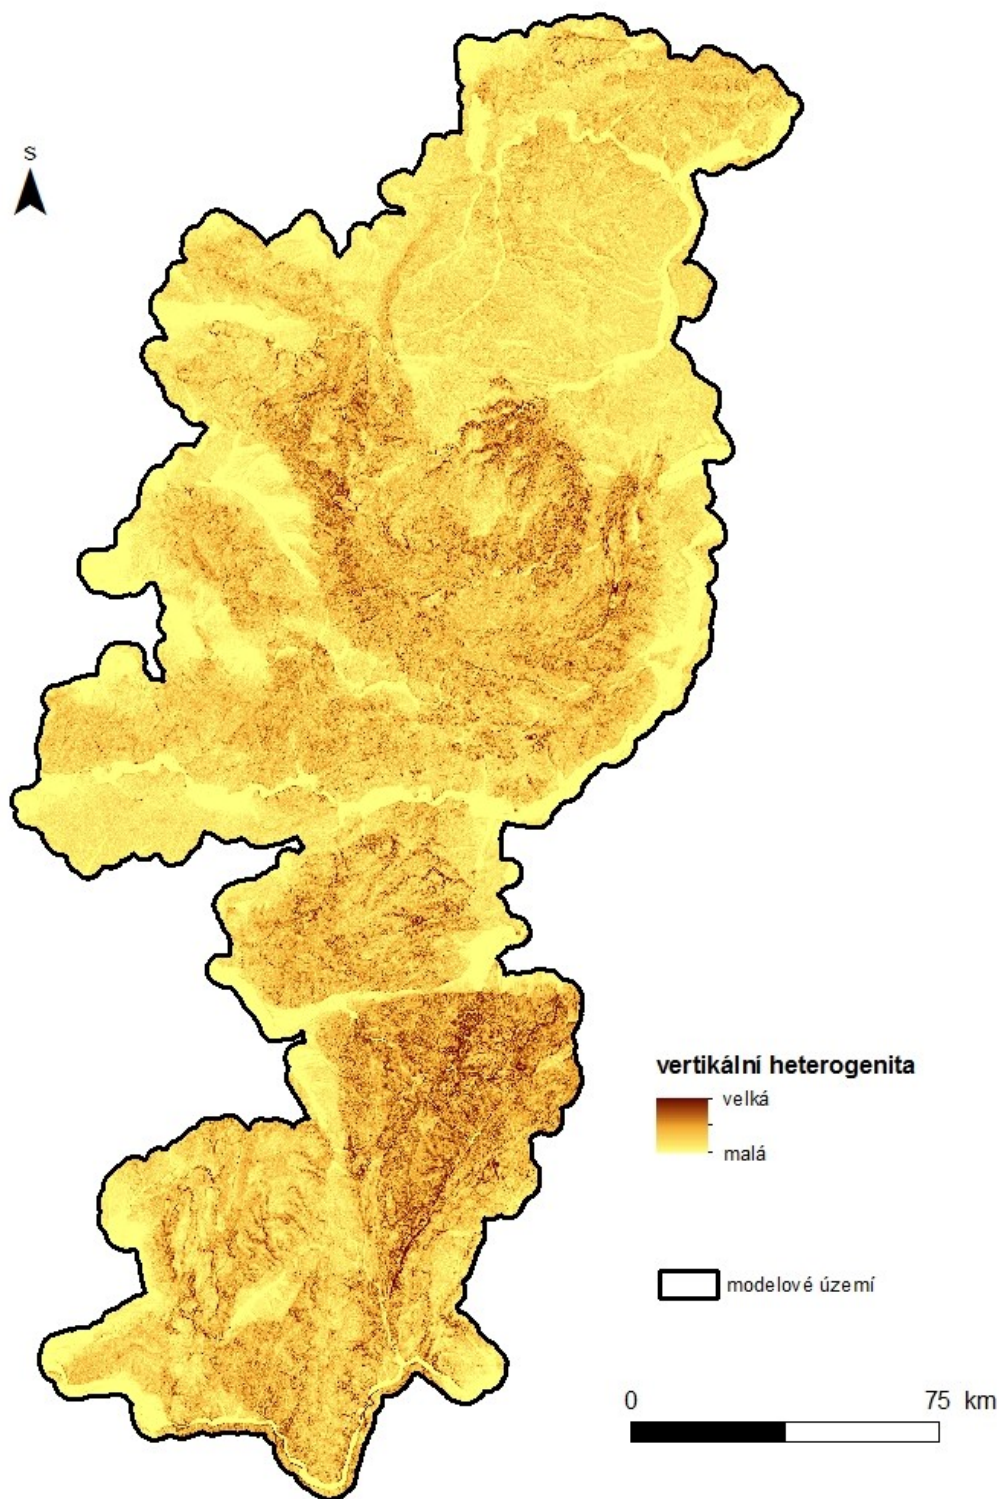 S
vertikální heterogenita
velká
malá
modelové území
0 75 km